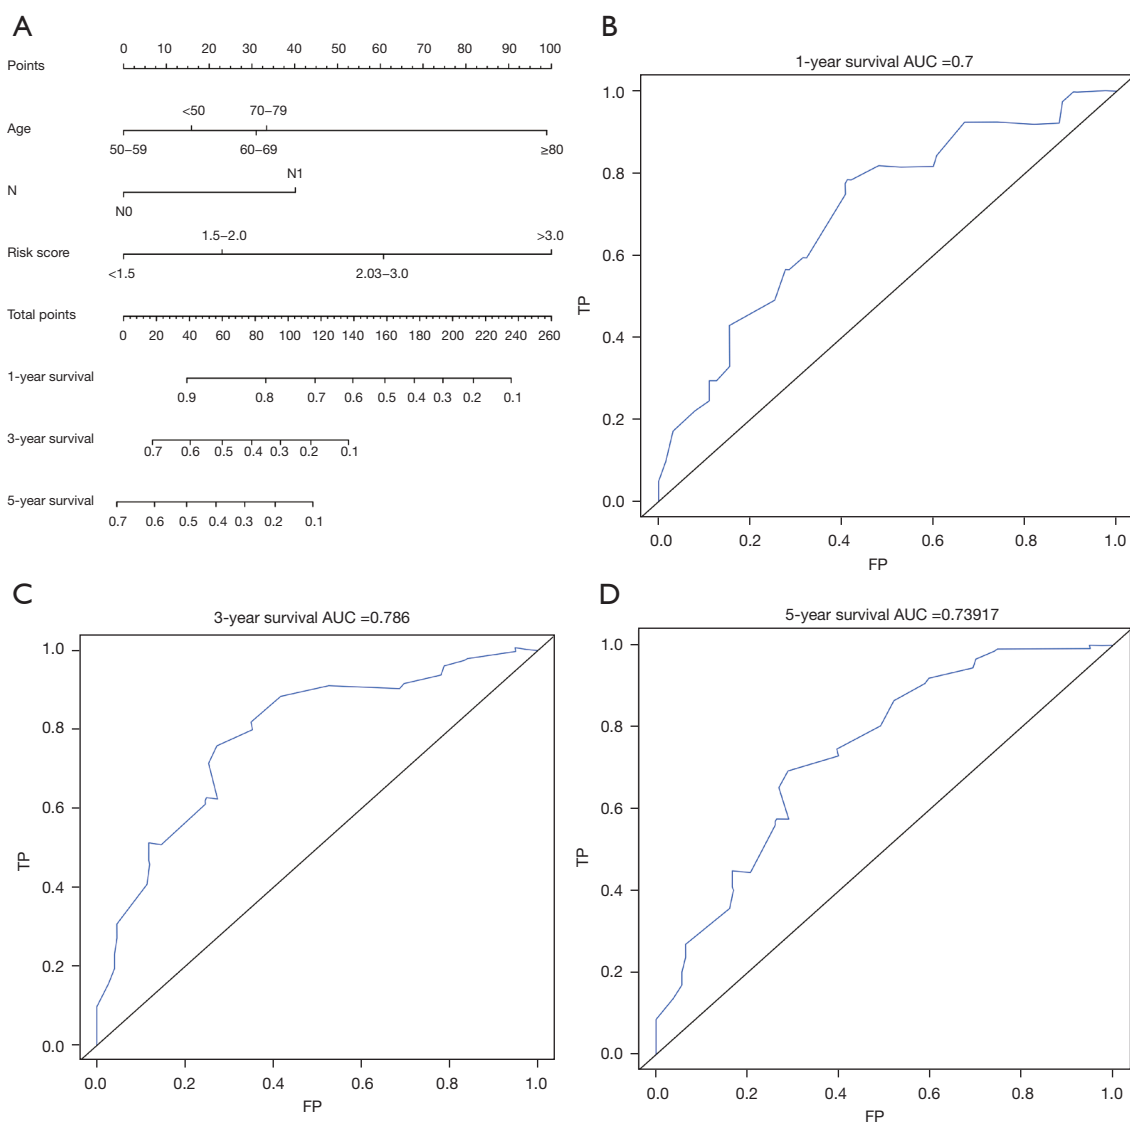 A
Points
0 10 20 30 40 50 60 70 80 90 100
Age
<50 70–79
50–59 60–69 ≥80
N
N1
N0
Risk score
1.5–2.0 >3.0
<1.5 2.03–3.0
Total points
0 20 40 60 80 100 120 140 160 180 200 220 240 260
1-year survival
0.9 0.8 0.7 0.6 0.5 0.4 0.3 0.2 0.1
3-year survival
0.7 0.6 0.5 0.4 0.3 0.2 0.1
5-year survival
0.7 0.6 0.5 0.4 0.3 0.2 0.1
B
1-year survival AUC =0.7
TP
1.0
0.8
0.6
0.4
0.2
0.0
0.0 0.2 0.4 0.6 0.8 1.0
FP
C
3-year survival AUC =0.786
TP
1.0
0.8
0.6
0.4
0.2
0.0
0.0 0.2 0.4 0.6 0.8 1.0
FP
D
5-year survival AUC =0.73917
TP
1.0
0.8
0.6
0.4
0.2
0.0
0.0 0.2 0.4 0.6 0.8 1.0
FP